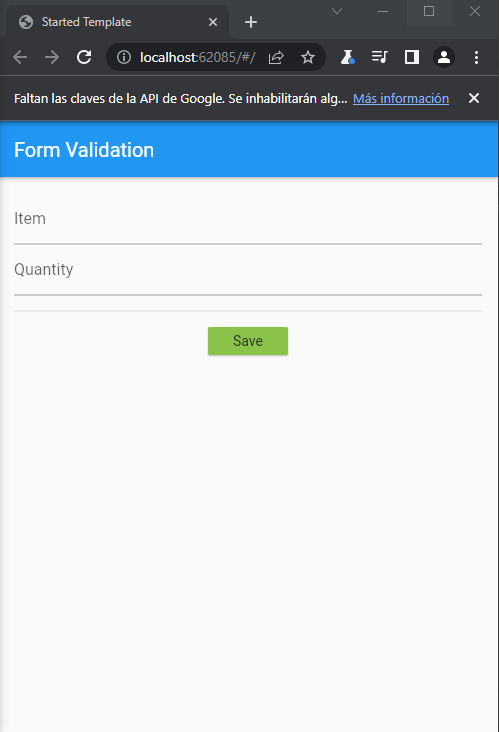 Started Template
localhost:62085/#/
Faltan las claves de la API de Google. Se inhabilitarán alg... Más información
Form Validation
Item
Quantity
Save